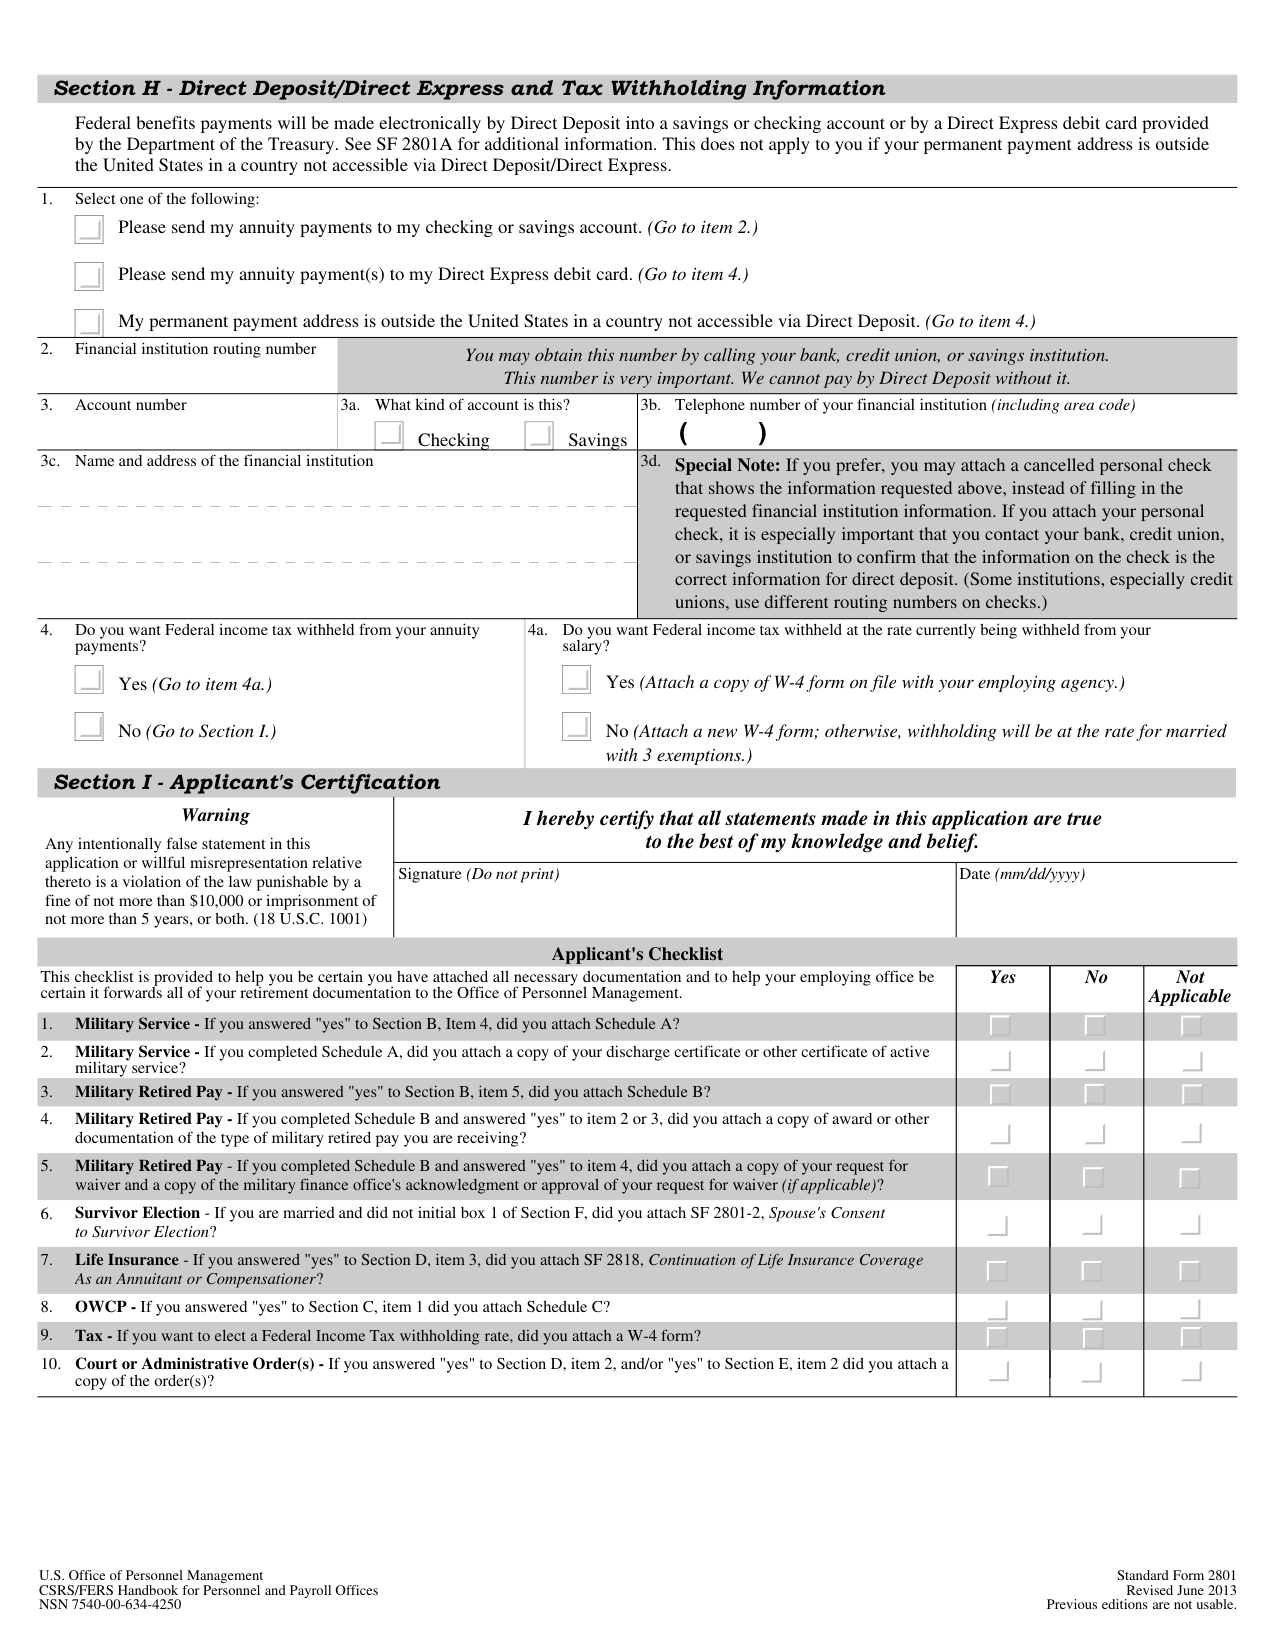 Section H - Direct Deposit/Direct Express and Tax Withholding Information
Federal benefits payments will be made electronically by Direct Deposit into a savings or checking account or by a Direct Express debit card provided
by the Department of the Treasury. See SF 2801A for additional information. This does not apply to you if your permanent payment address is outside
the United States in a country not accessible via Direct Deposit/Direct Express.
1. Select one of the following:
Please send my annuity payments to my checking or savings account. (Go to item 2.)
Please send my annuity payment(s) to my Direct Express debit card. (Go to item 4.)
My permanent payment address is outside the United States in a country not accessible via Direct Deposit. (Go to item 4.)
2. Financial institution routing number
You may obtain this number by calling your bank, credit union, or savings institution.
This number is very important. We cannot pay by Direct Deposit without it.
3. Account number
3a. What kind of account is this?
Checking Savings
3b. Telephone number of your financial institution (including area code)
( )
3c. Name and address of the financial institution
3d. Special Note: If you prefer, you may attach a cancelled personal check
that shows the information requested above, instead of filling in the
requested financial institution information. If you attach your personal
check, it is especially important that you contact your bank, credit union,
or savings institution to confirm that the information on the check is the
correct information for direct deposit. (Some institutions, especially credit
unions, use different routing numbers on checks.)
4. Do you want Federal income tax withheld from your annuity
payments?
Yes (Go to item 4a.)
No (Go to Section I.)
4a. Do you want Federal income tax withheld at the rate currently being withheld from your
salary?
Yes (Attach a copy of W-4 form on file with your employing agency.)
No (Attach a new W-4 form; otherwise, withholding will be at the rate for married
with 3 exemptions.)
Section I - Applicant's Certification
Warning
Any intentionally false statement in this
application or willful misrepresentation relative
thereto is a violation of the law punishable by a
fine of not more than $10,000 or imprisonment of
not more than 5 years, or both. (18 U.S.C. 1001)
I hereby certify that all statements made in this application are true
to the best of my knowledge and belief.
Signature (Do not print)
Date (mm/dd/yyyy)
Applicant's Checklist
This checklist is provided to help you be certain you have attached all necessary documentation and to help your employing office be
certain it forwards all of your retirement documentation to the Office of Personnel Management.
Yes No Not
Applicable
1. Military Service - If you answered "yes" to Section B, Item 4, did you attach Schedule A?
2. Military Service - If you completed Schedule A, did you attach a copy of your discharge certificate or other certificate of active
military service?
3. Military Retired Pay - If you answered "yes" to Section B, item 5, did you attach Schedule B?
4. Military Retired Pay - If you completed Schedule B and answered "yes" to item 2 or 3, did you attach a copy of award or other
documentation of the type of military retired pay you are receiving?
5. Military Retired Pay - If you completed Schedule B and answered "yes" to item 4, did you attach a copy of your request for
waiver and a copy of the military finance office's acknowledgment or approval of your request for waiver (if applicable)?
6. Survivor Election - If you are married and did not initial box 1 of Section F, did you attach SF 2801-2, Spouse's Consent
to Survivor Election?
7. Life Insurance - If you answered "yes" to Section D, item 3, did you attach SF 2818, Continuation of Life Insurance Coverage
As an Annuitant or Compensationer?
8. OWCP - If you answered "yes" to Section C, item 1 did you attach Schedule C?
9. Tax - If you want to elect a Federal Income Tax withholding rate, did you attach a W-4 form?
10. Court or Administrative Order(s) - If you answered "yes" to Section D, item 2, and/or "yes" to Section E, item 2 did you attach a
copy of the order(s)?
U.S. Office of Personnel Management
CSRS/FERS Handbook for Personnel and Payroll Offices
NSN 7540-00-634-4250
Standard Form 2801
Revised June 2013
Previous editions are not usable.